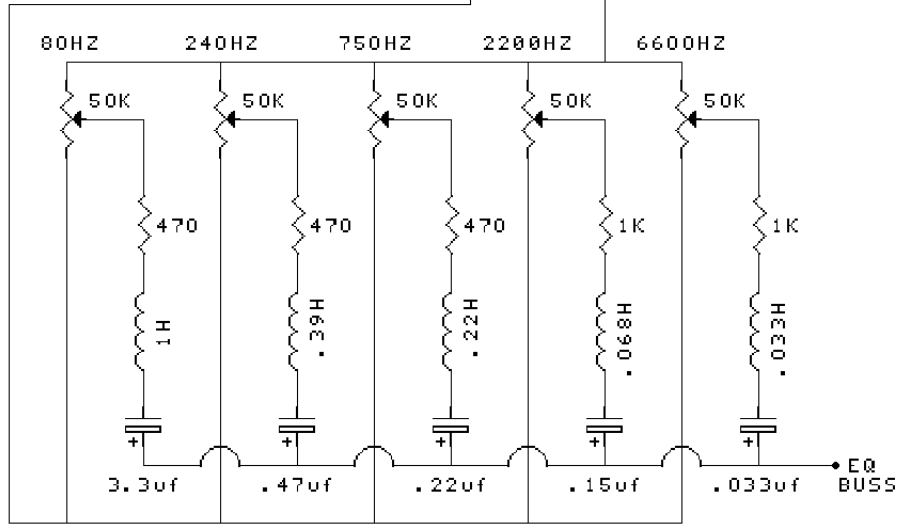 80HZ 240HZ 750HZ 2200HZ 6600HZ
50K 50K 50K 50K 50K
470 470 470 1K 1K
1H .39H .22H .068H .033H
+ + + + +
EQ
3.3uf .47uf .22uf .15uf .033uf BUSS